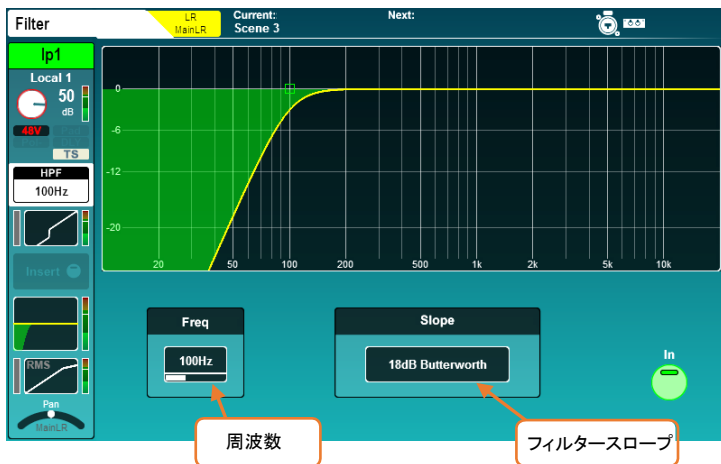 Filter
LR
MainLR
Current:
Scene 3
Next:
Ip1
Local 1
50
dB
48V
TS
HPF
100Hz
Insert
RMS
Pan
MainLR
0
-6
-12
-20
20 50 100 200 500 1k 2k 5k 10k
Freq
100Hz
Slope
18dB Butterworth
In
周波数
フィルタースロープ